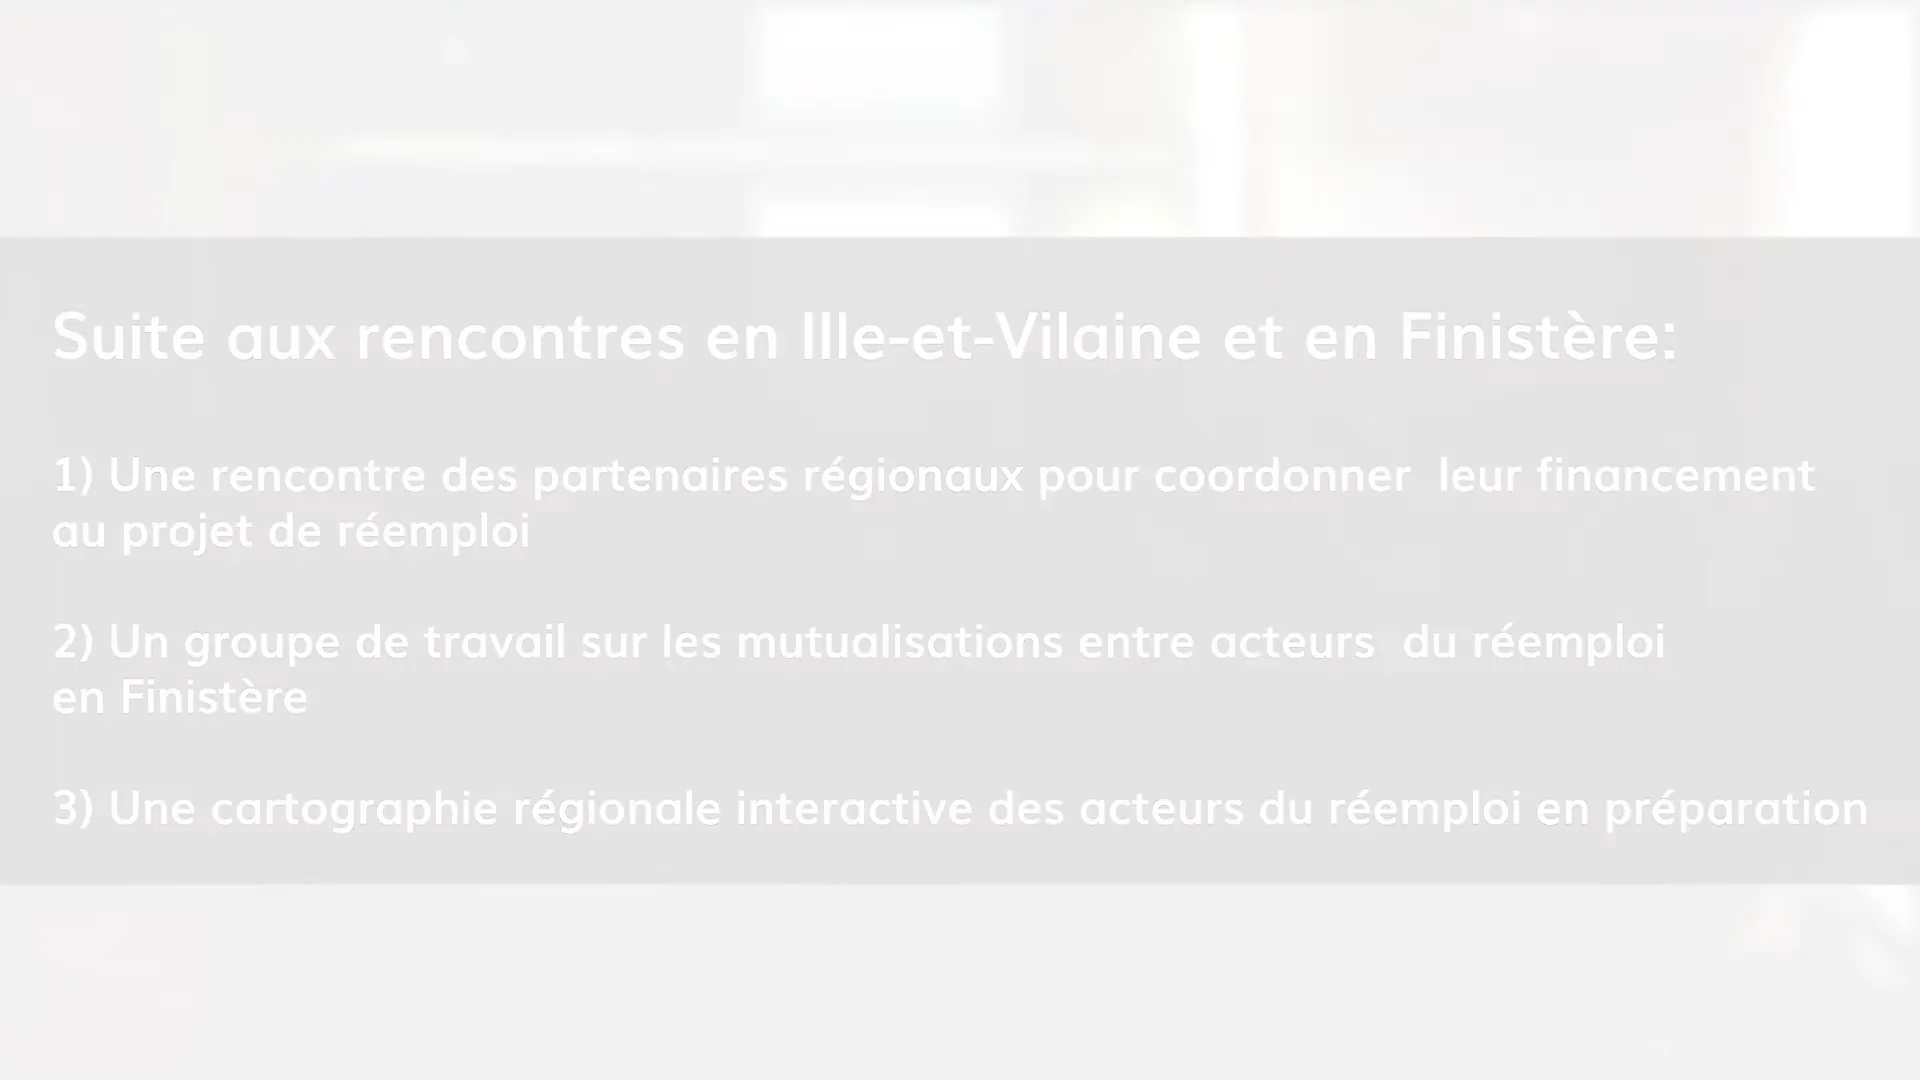 Suite aux rencontres en Ille-et-Vilaine et en Finistère:
1) Une rencontre des partenaires régionaux pour coordonner  leur financement
au projet de réemploi
2) Un groupe de travail sur les mutualisations entre acteurs  du réemploi
en Finistère
3) Une cartographie régionale interactive des acteurs du réemploi en préparation